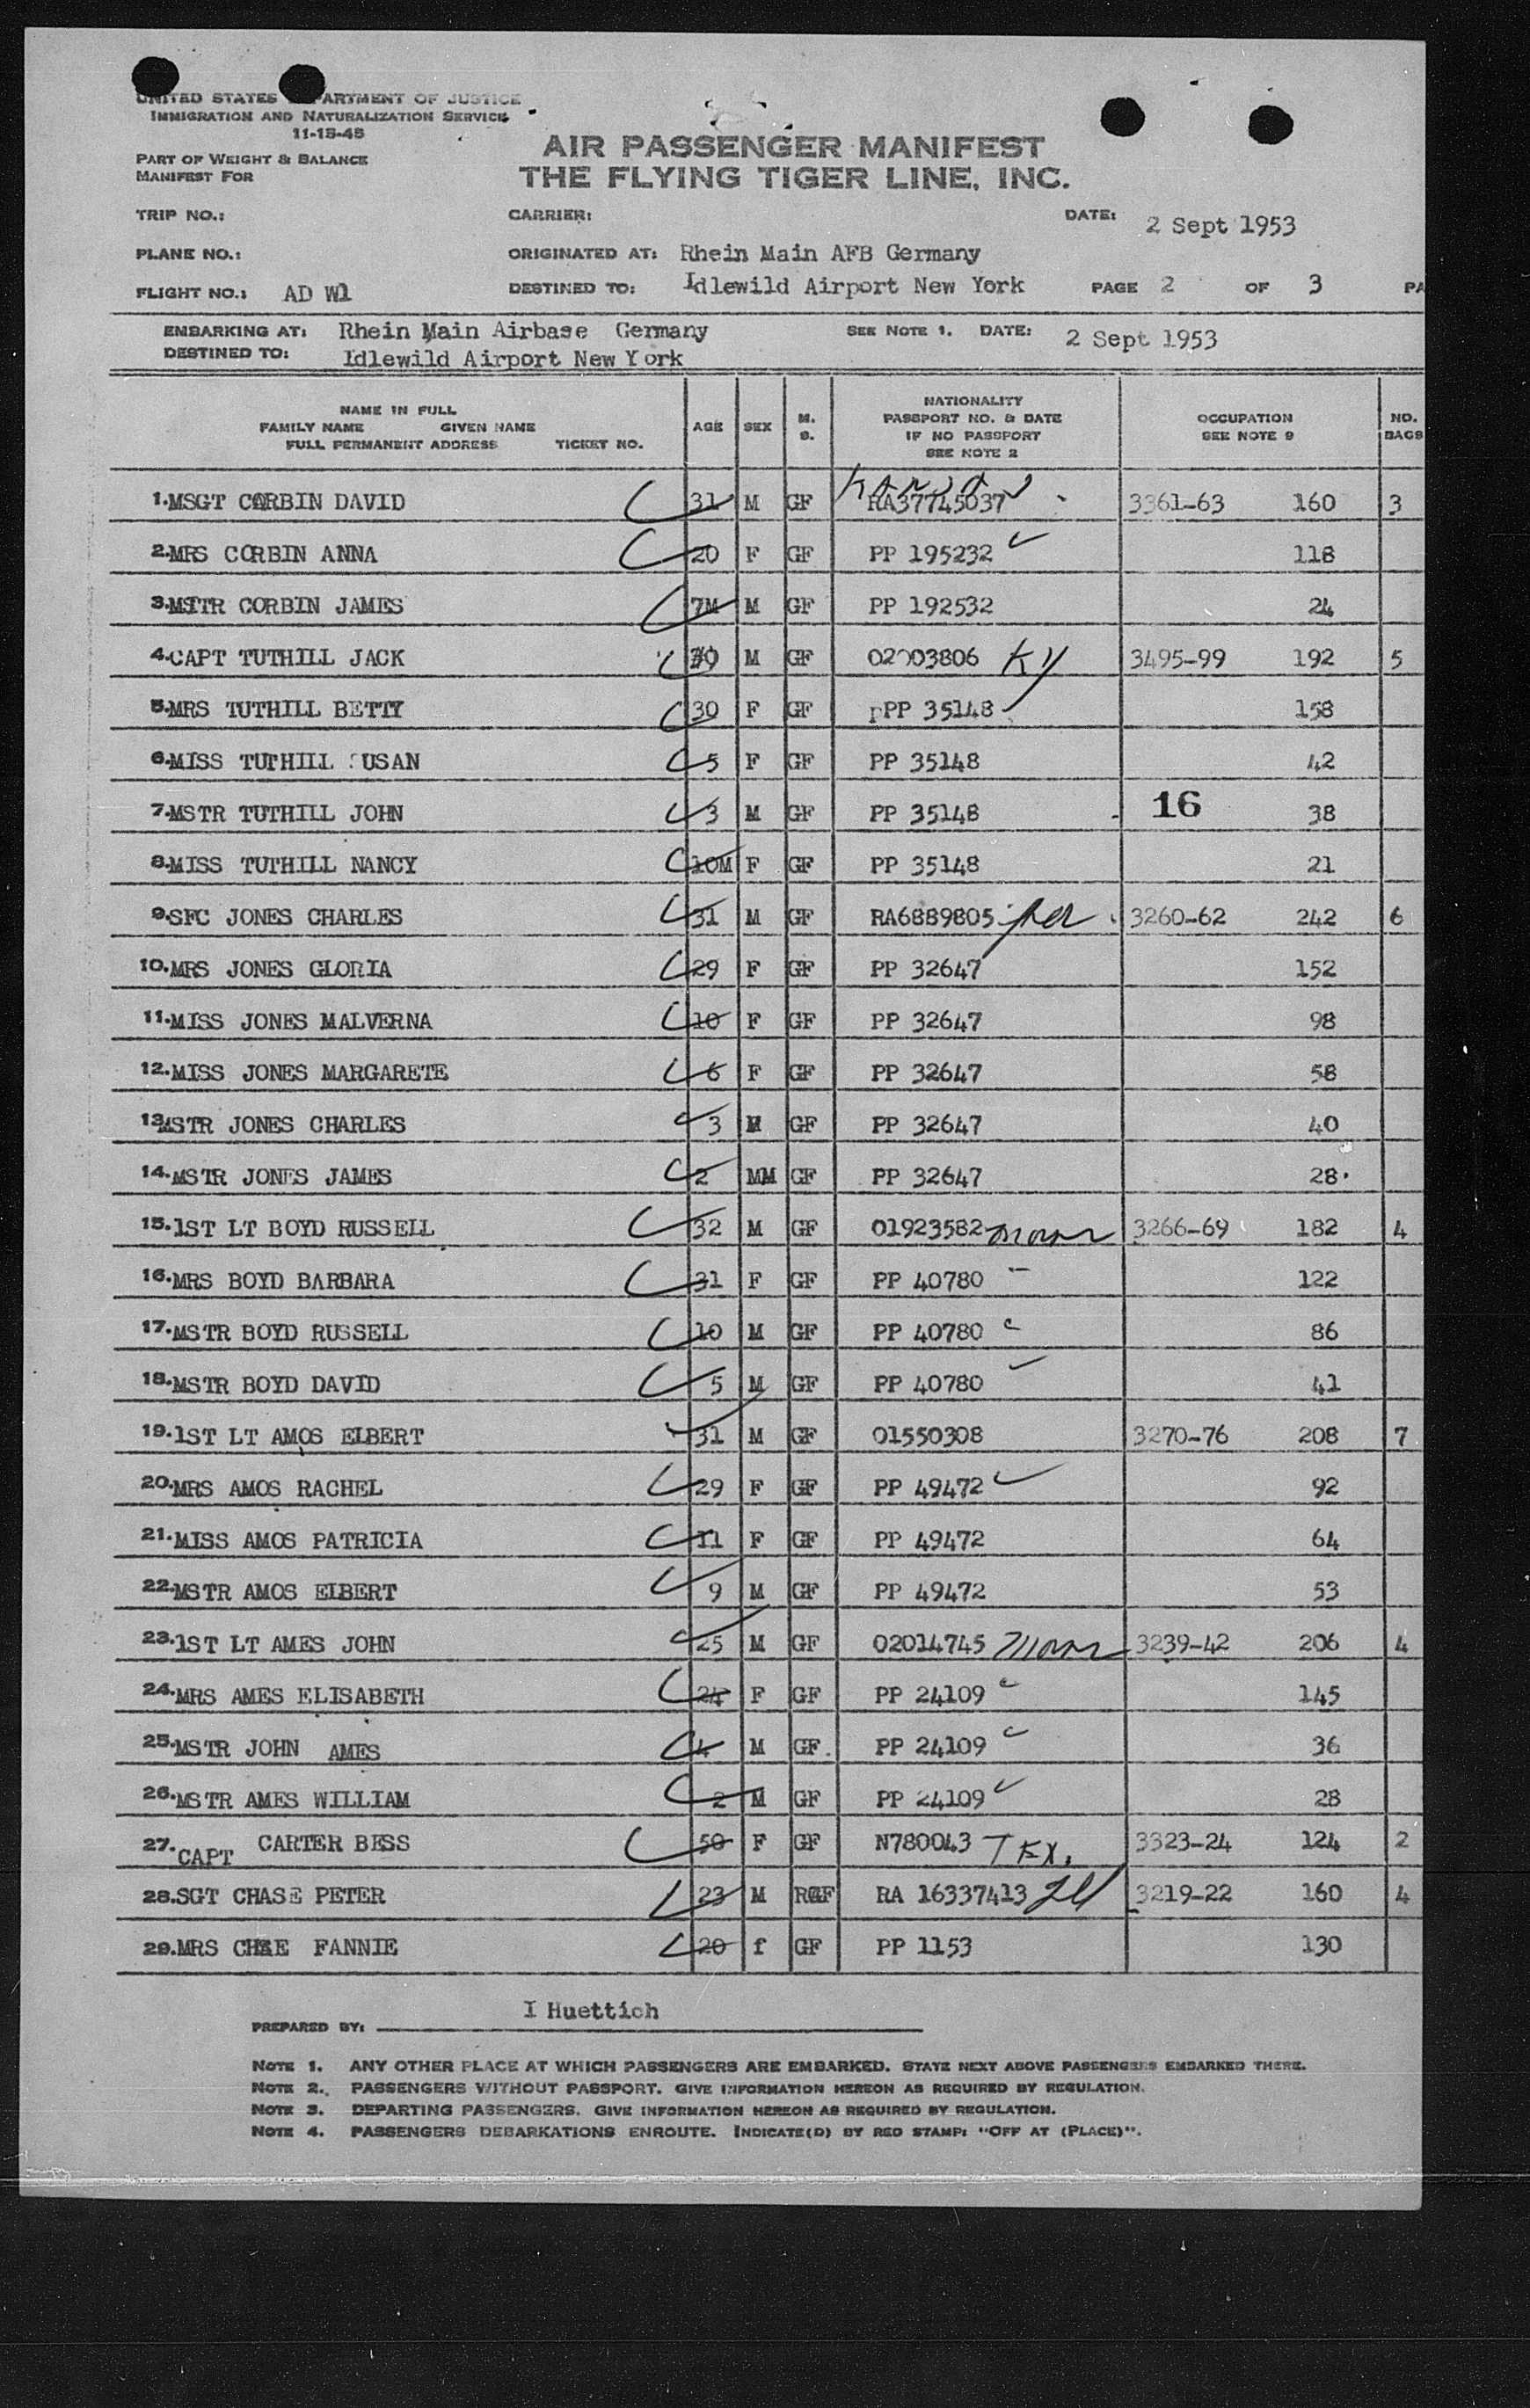 UNITED STATES DEPARTMENT OF JUSTICE
IMMIGRATION AND NATURALIZATION SERVICE
11-15-45
PART OF WEIGHT & BALANCE
MANIFEST FOR
AIR PASSENGER MANIFEST
THE FLYING TIGER LINE, INC.
TRIP NO.: CARRIER: DATE: 2 Sept 1953
PLANE NO.: ORIGINATED AT: Rhein Main AFB Germany
FLIGHT NO.: AD W1 DESTINED TO: Idlewild Airport New York PAGE 2 OF 3 PA
EMBARKING AT: Rhein Main Airbase Germany SEE NOTE 1. DATE: 2 Sept 1953
DESTINED TO: Idlewild Airport New York
NAME IN FULL
FAMILY NAME GIVEN NAME
FULL PERMANENT ADDRESS TICKET NO.
AGE
SEX
M. S.
NATIONALITY
PASSPORT NO. & DATE
IF NO PASSPORT
SEE NOTE 2
OCCUPATION
SEE NOTE 9
NO. BAGS
1. MSGT CORBIN DAVID 31 M GF RA37745037 3361-63 160 3
2. MRS CORBIN ANNA 20 F GF PP 195232 118
3. MSTR CORBIN JAMES 7M M GF PP 192532 24
4. CAPT TUTHILL JACK 30 M GF 02003806 KY 3495-99 192 5
5. MRS TUTHILL BETTY 30 F GF PP 35148 158
6. MISS TUTHILL SUSAN 5 F GF PP 35148 42
7. MSTR TUTHILL JOHN 3 M GF PP 35148 16 38
8. MISS TUTHILL NANCY 10M F GF PP 35148 21
9. SFC JONES CHARLES 31 M GF RA6889805 3260-62 242 6
10. MRS JONES GLORIA 29 F GF PP 32647 152
11. MISS JONES MALVERNA 10 F GF PP 32647 98
12. MISS JONES MARGARETE 6 F GF PP 32647 58
13 MSTR JONES CHARLES 3 M GF PP 32647 40
14. MSTR JONES JAMES 2 MM GF PP 32647 28
15. 1ST LT BOYD RUSSELL 32 M GF 01923582 3266-69 182 4
16. MRS BOYD BARBARA 31 F GF PP 40780 122
17. MSTR BOYD RUSSELL 10 M GF PP 40780 86
18. MSTR BOYD DAVID 5 M GF PP 40780 41
19. 1ST LT AMOS ELBERT 31 M GF 01550308 3270-76 208 7
20. MRS AMOS RACHEL 29 F GF PP 49472 92
21. MISS AMOS PATRICIA 11 F GF PP 49472 64
22. MSTR AMOS ELBERT 9 M GF PP 49472 53
23. 1ST LT AMES JOHN 25 M GF 02014745 3239-42 206 4
24. MRS AMES ELISABETH 24 F GF PP 24109 145
25. MSTR JOHN AMES 4 M GF. PP 24109 36
26. MSTR AMES WILLIAM 2 M GF PP 24109 28
27. CAPT CARTER BESS 50 F GF N780043 TEX. 3323-24 124 2
28. SGT CHASE PETER 23 M GF RA 16337413 3219-22 160 4
29. MRS CHASE FANNIE 20 f GF PP 1153 130
PREPARED BY: I Huettich
NOTE 1. ANY OTHER PLACE AT WHICH PASSENGERS ARE EMBARKED. STATE NEXT ABOVE PASSENGERS EMBARKED THERE.
NOTE 2. PASSENGERS WITHOUT PASSPORT. GIVE INFORMATION HEREON AS REQUIRED BY REGULATION.
NOTE 3. DEPARTING PASSENGERS. GIVE INFORMATION HEREON AS REQUIRED BY REGULATION.
NOTE 4. PASSENGERS DEBARKATIONS ENROUTE. INDICATE(D) BY RED STAMP: "OFF AT (PLACE)".